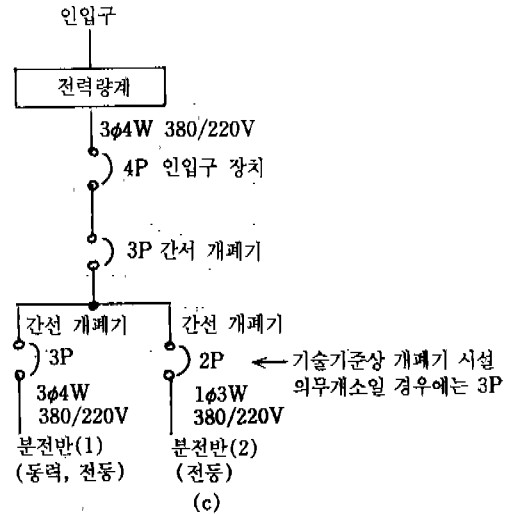 인입구
전력량계
3φ4W 380/220V
4P 인입구 장치
3P 간서 개폐기
간선 개폐기
3P
3φ4W
380/220V
분전반(1)
(동력, 전등)
간선 개폐기
2P
1φ3W
380/220V
분전반(2)
(전등)
← 기술기준상 개폐기 시설
의무개소일 경우에는 3P
(c)